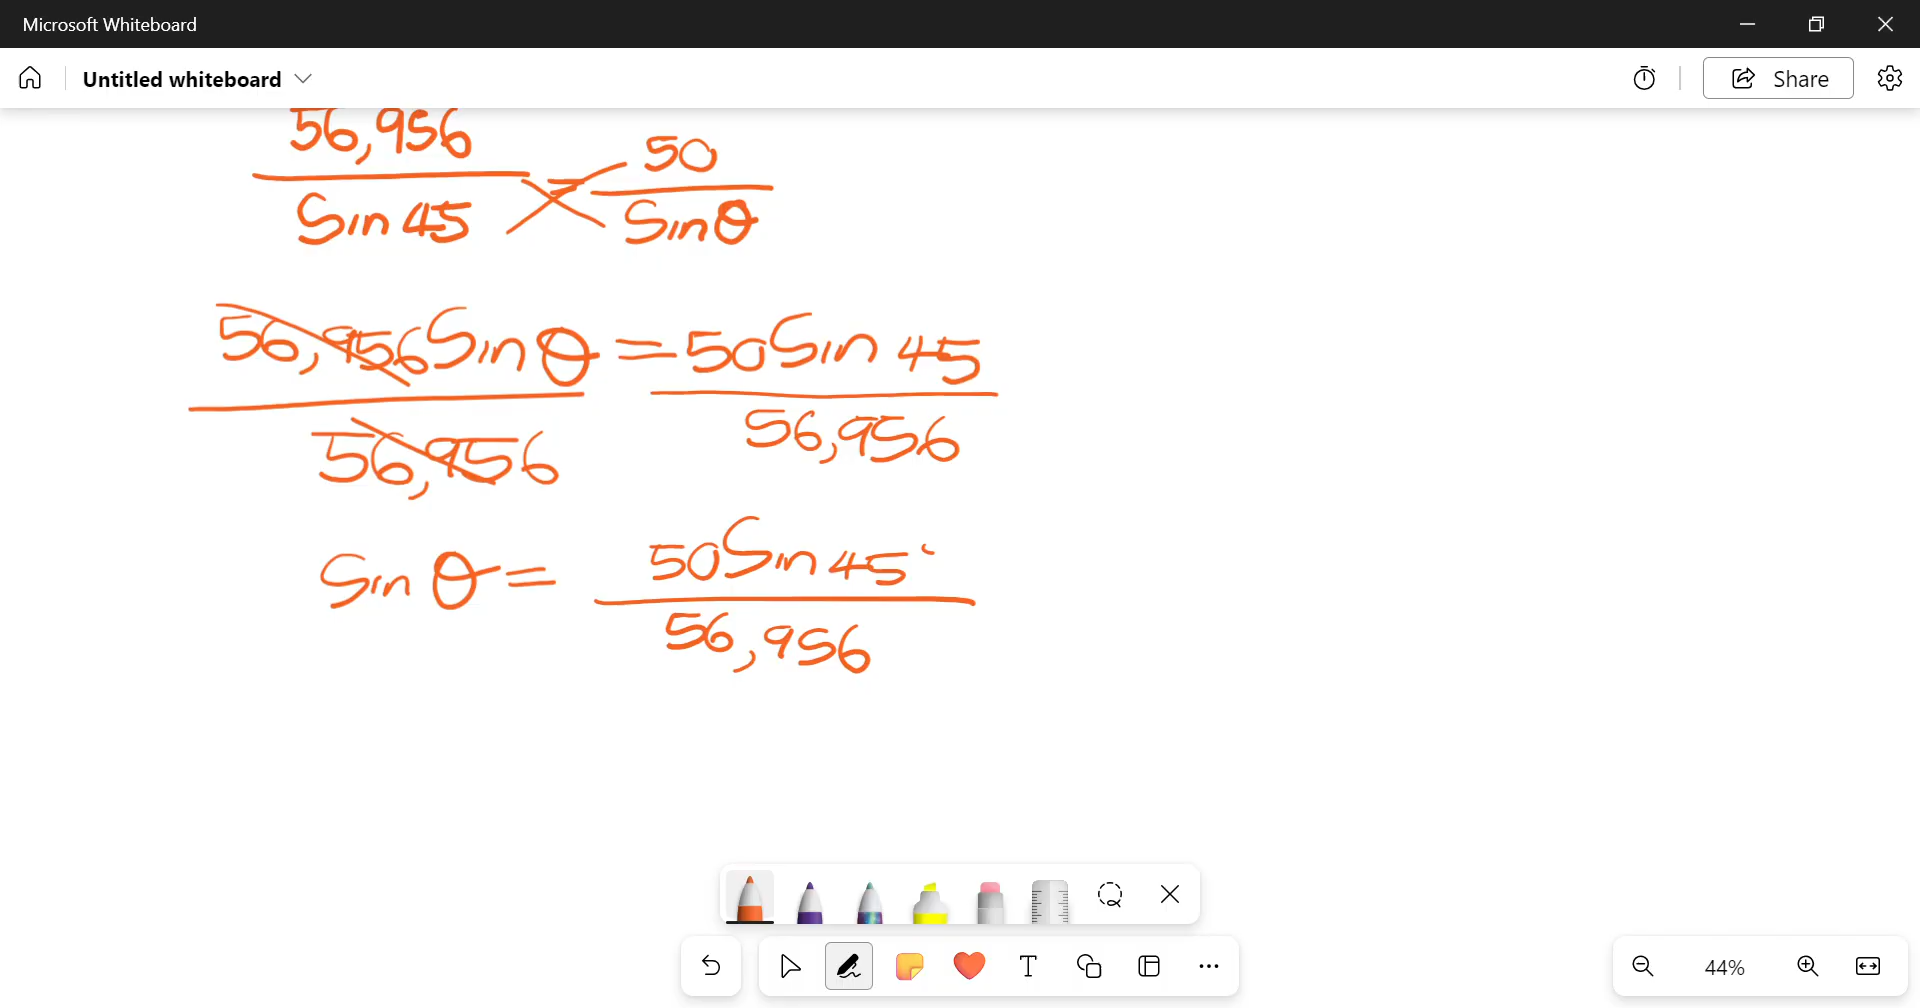 Microsoft Whiteboard
Untitled whiteboard
Share
56,956
50
Sin 45 = Sin θ
56,956 Sin θ = 50 Sin 45
56,956 56,956
Sin θ = 50 Sin 45°
56,956
T
44%